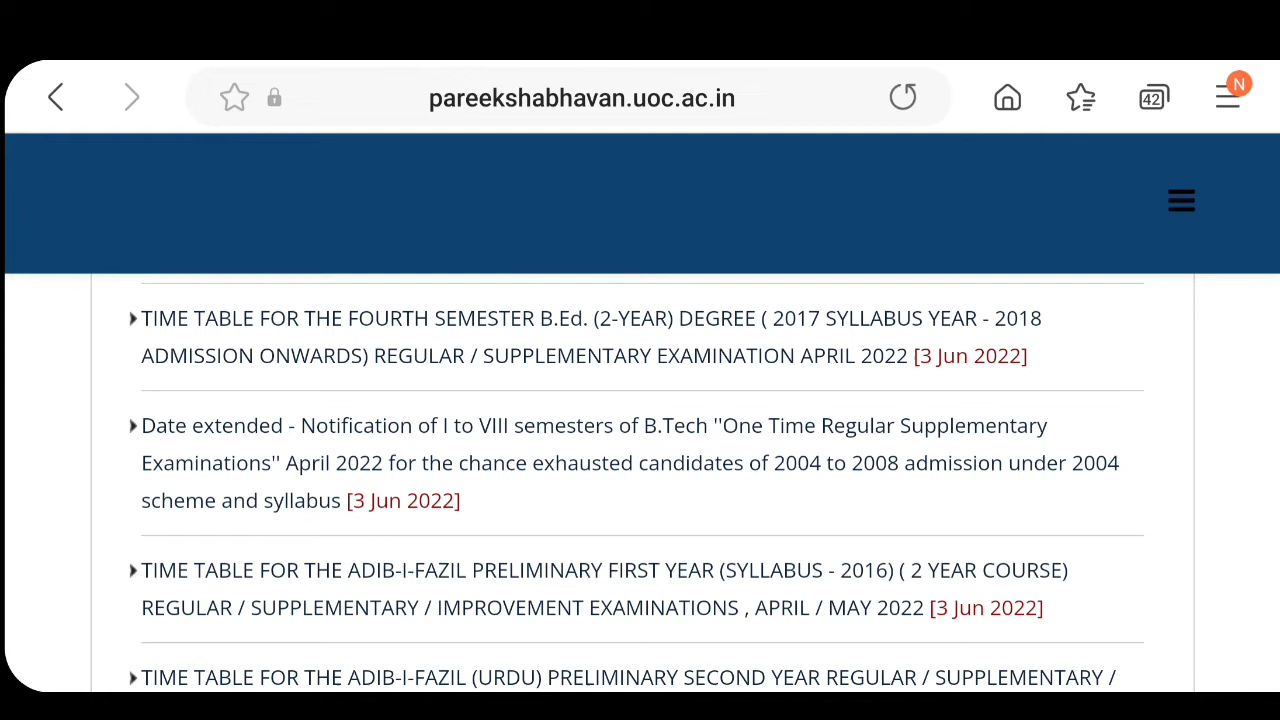 pareekshabhavan.uoc.ac.in
42
N
TIME TABLE FOR THE FOURTH SEMESTER B.Ed. (2-YEAR) DEGREE ( 2017 SYLLABUS YEAR - 2018
ADMISSION ONWARDS) REGULAR / SUPPLEMENTARY EXAMINATION APRIL 2022 [3 Jun 2022]
Date extended - Notification of I to VIII semesters of B.Tech "One Time Regular Supplementary
Examinations" April 2022 for the chance exhausted candidates of 2004 to 2008 admission under 2004
scheme and syllabus [3 Jun 2022]
TIME TABLE FOR THE ADIB-I-FAZIL PRELIMINARY FIRST YEAR (SYLLABUS - 2016) ( 2 YEAR COURSE)
REGULAR / SUPPLEMENTARY / IMPROVEMENT EXAMINATIONS , APRIL / MAY 2022 [3 Jun 2022]
TIME TABLE FOR THE ADIB-I-FAZIL (URDU) PRELIMINARY SECOND YEAR REGULAR / SUPPLEMENTARY /